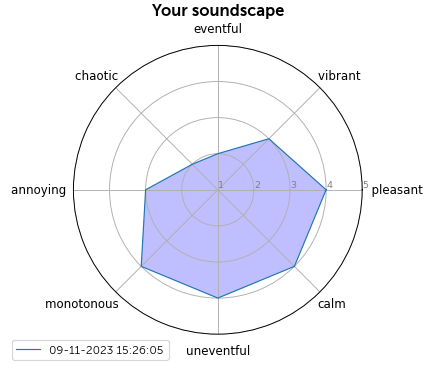 Your soundscape
eventful
chaotic
vibrant
annoying
1 2 3 4 5
pleasant
monotonous
calm
uneventful
09-11-2023 15:26:05